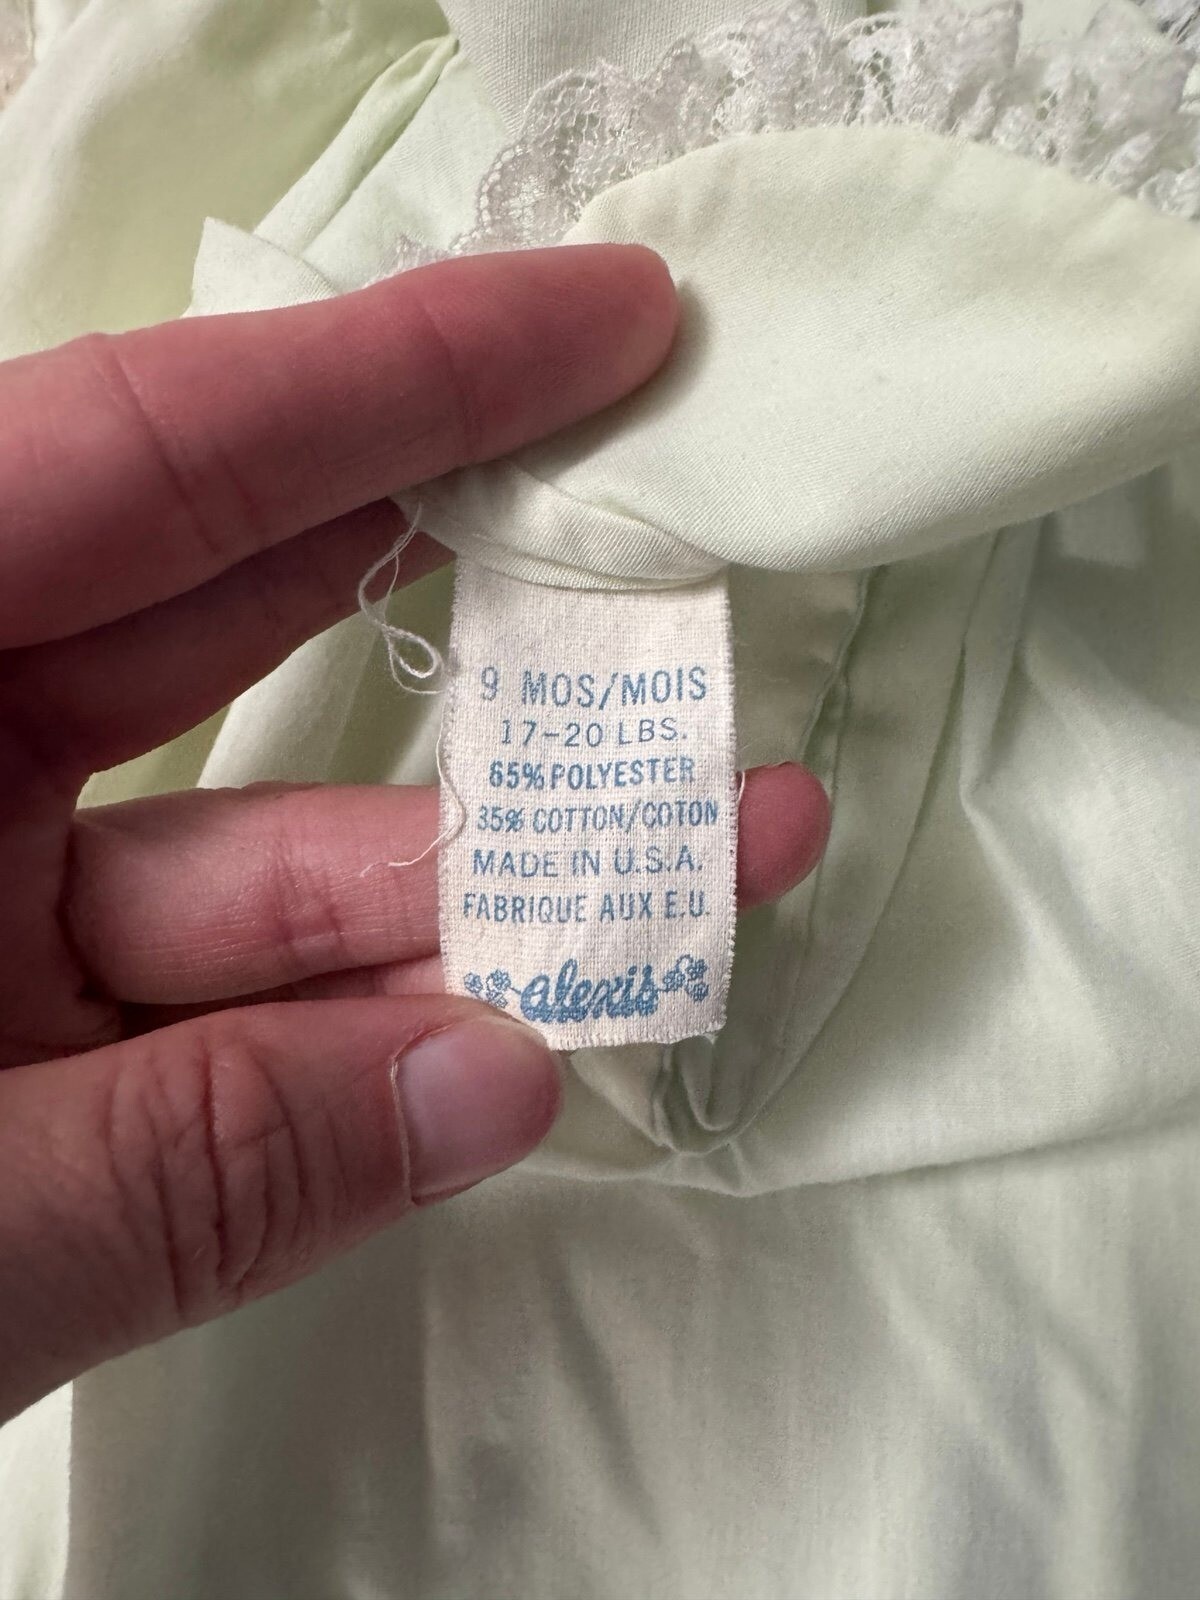 9 MOS/MOIS
17-20 LBS.
65% POLYESTER
35% COTTON/COTON
MADE IN U.S.A.
FABRIQUE AUX E.U.
alexis